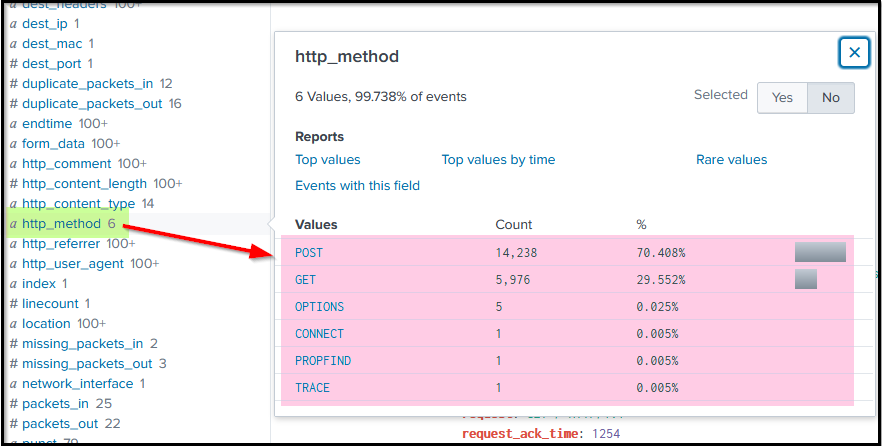 a dest_headers 100+
a dest_ip 1
a dest_mac 1
# dest_port 1
# duplicate_packets_in 12
# duplicate_packets_out 16
a endtime 100+
a form_data 100+
a http_comment 100+
# http_content_length 100+
a http_content_type 14
a http_method 6
a http_referrer 100+
a http_user_agent 100+
a index 1
# linecount 1
a location 100+
# missing_packets_in 2
# missing_packets_out 3
a network_interface 1
# packets_in 25
# packets_out 22
a punct 79
http_method
✕
6 Values, 99.738% of events
Selected Yes No
Reports
Top values Top values by time Rare values
Events with this field
Values Count %
POST 14,238 70.408%
GET 5,976 29.552%
OPTIONS 5 0.025%
CONNECT 1 0.005%
PROPFIND 1 0.005%
TRACE 1 0.005%
request_ack_time: 1254